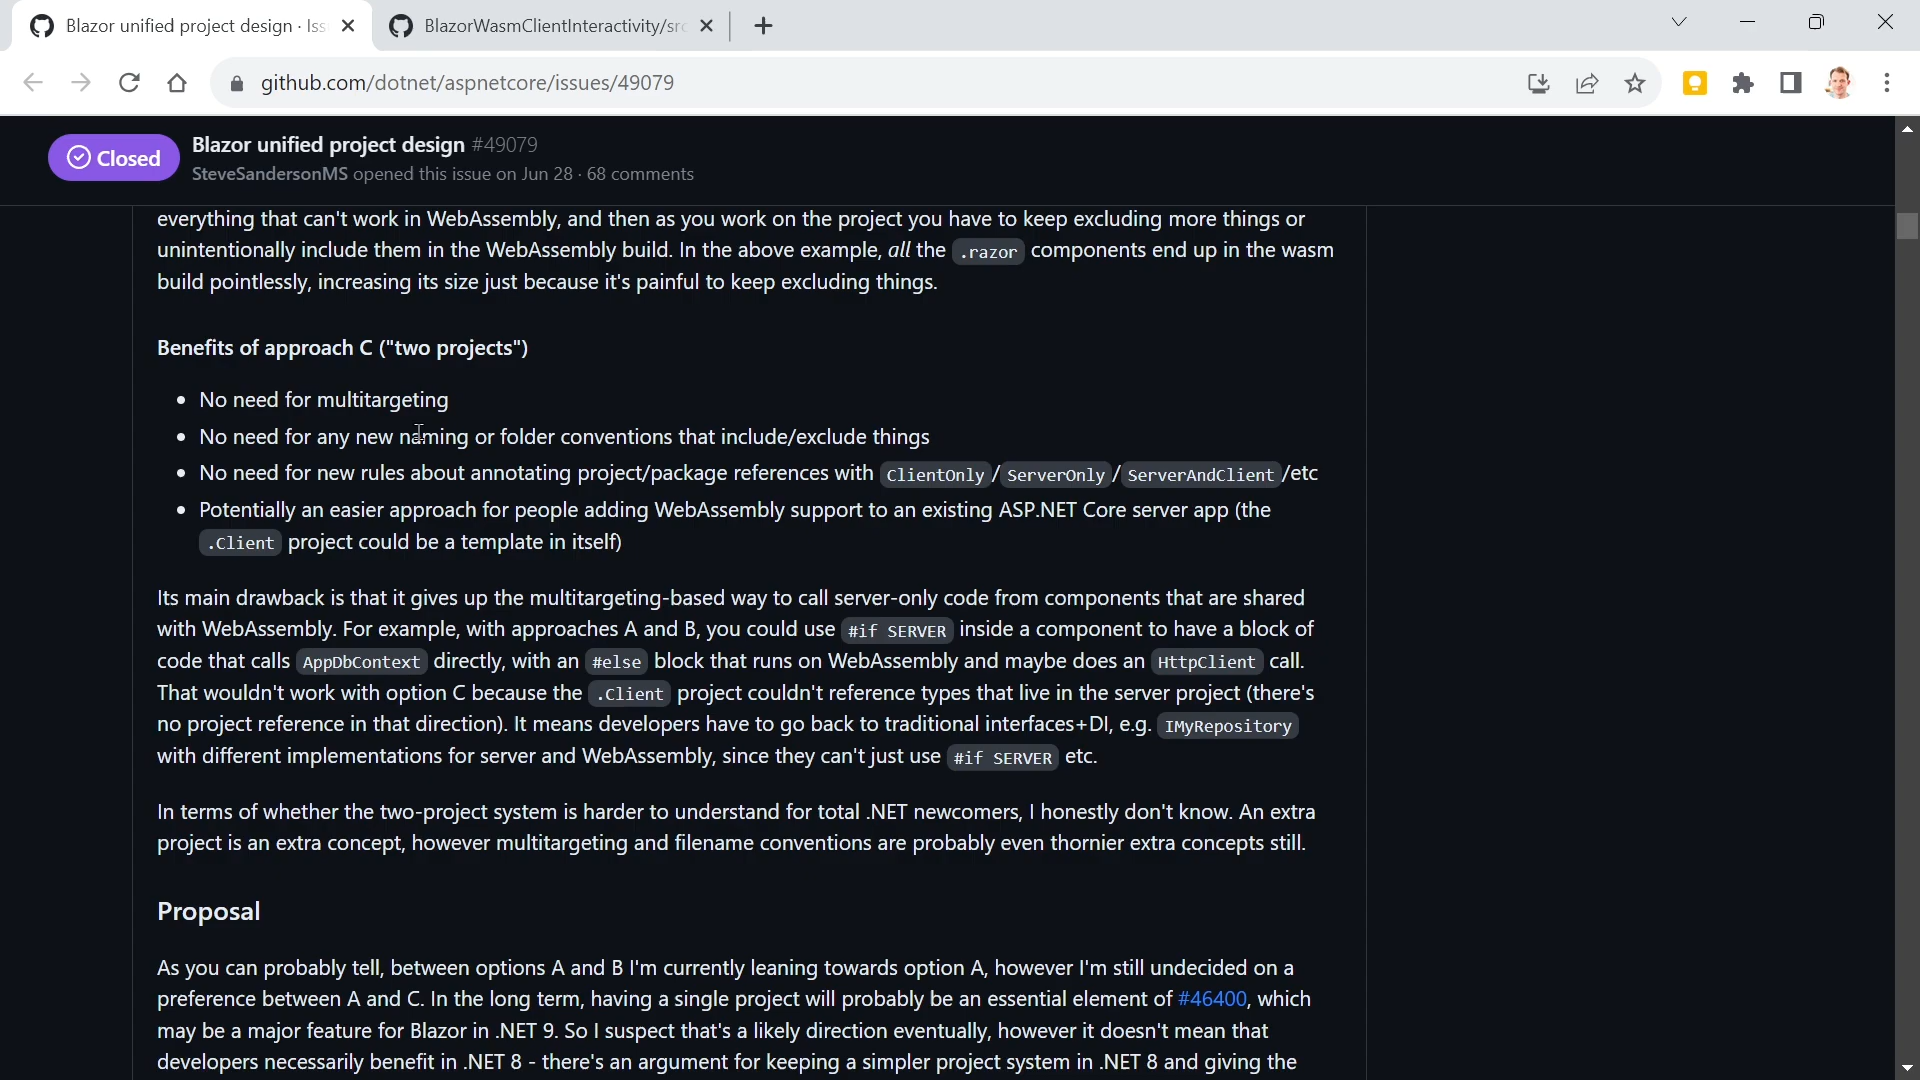 Blazor unified project design · Iss
BlazorWasmClientInteractivity/src
github.com/dotnet/aspnetcore/issues/49079
Closed
Blazor unified project design #49079
SteveSandersonMS opened this issue on Jun 28 · 68 comments
everything that can't work in WebAssembly, and then as you work on the project you have to keep excluding more things or
unintentionally include them in the WebAssembly build. In the above example, all the .razor components end up in the wasm
build pointlessly, increasing its size just because it's painful to keep excluding things.
Benefits of approach C ("two projects")
• No need for multitargeting
• No need for any new naming or folder conventions that include/exclude things
• No need for new rules about annotating project/package references with ClientOnly / ServerOnly / ServerAndClient /etc
• Potentially an easier approach for people adding WebAssembly support to an existing ASP.NET Core server app (the
.Client project could be a template in itself)
Its main drawback is that it gives up the multitargeting-based way to call server-only code from components that are shared
with WebAssembly. For example, with approaches A and B, you could use #if SERVER inside a component to have a block of
code that calls AppDbContext directly, with an #else block that runs on WebAssembly and maybe does an HttpClient call.
That wouldn't work with option C because the .Client project couldn't reference types that live in the server project (there's
no project reference in that direction). It means developers have to go back to traditional interfaces+DI, e.g. IMyRepository
with different implementations for server and WebAssembly, since they can't just use #if SERVER etc.
In terms of whether the two-project system is harder to understand for total .NET newcomers, I honestly don't know. An extra
project is an extra concept, however multitargeting and filename conventions are probably even thornier extra concepts still.
Proposal
As you can probably tell, between options A and B I'm currently leaning towards option A, however I'm still undecided on a
preference between A and C. In the long term, having a single project will probably be an essential element of #46400, which
may be a major feature for Blazor in .NET 9. So I suspect that's a likely direction eventually, however it doesn't mean that
developers necessarily benefit in .NET 8 - there's an argument for keeping a simpler project system in .NET 8 and giving the